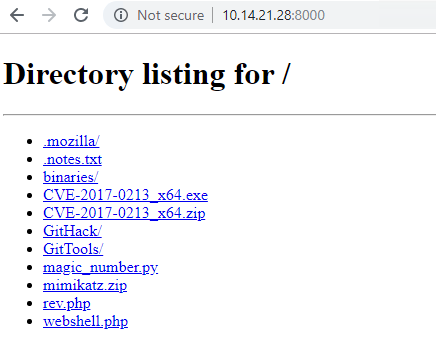 Not secure | 10.14.21.28:8000
Directory listing for /
.mozilla/
.notes.txt
binaries/
CVE-2017-0213_x64.exe
CVE-2017-0213_x64.zip
GitHack/
GitTools/
magic_number.py
mimikatz.zip
rev.php
webshell.php